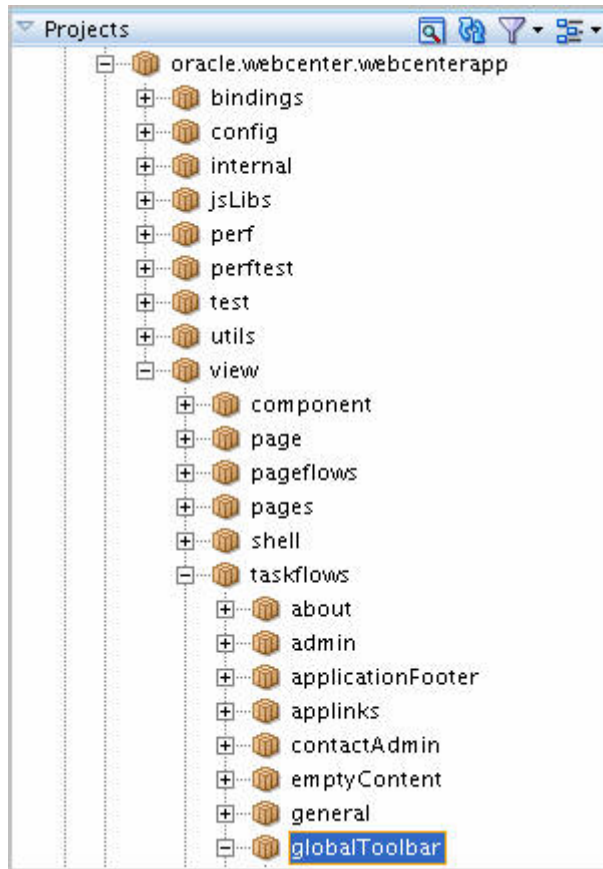 Projects
oracle.webcenter.webcenterapp
bindings
config
internal
jsLibs
perf
perftest
test
utils
view
component
page
pageflows
pages
shell
taskflows
about
admin
applicationFooter
applinks
contactAdmin
emptyContent
general
globalToolbar